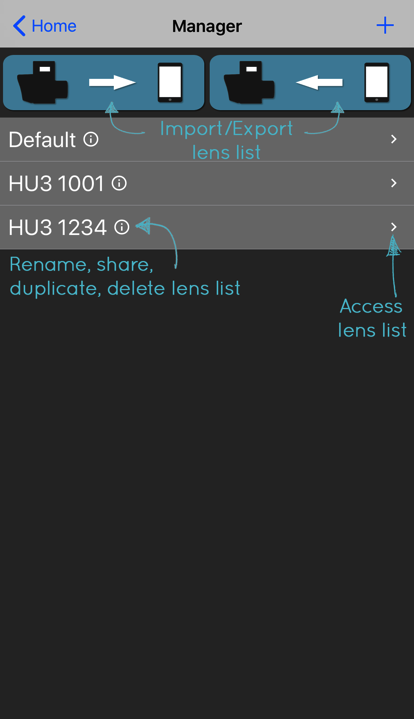 Home
Manager
Import/Export
lens list
Default
HU3 1001
HU3 1234
Rename, share,
duplicate, delete lens list
Access
lens list